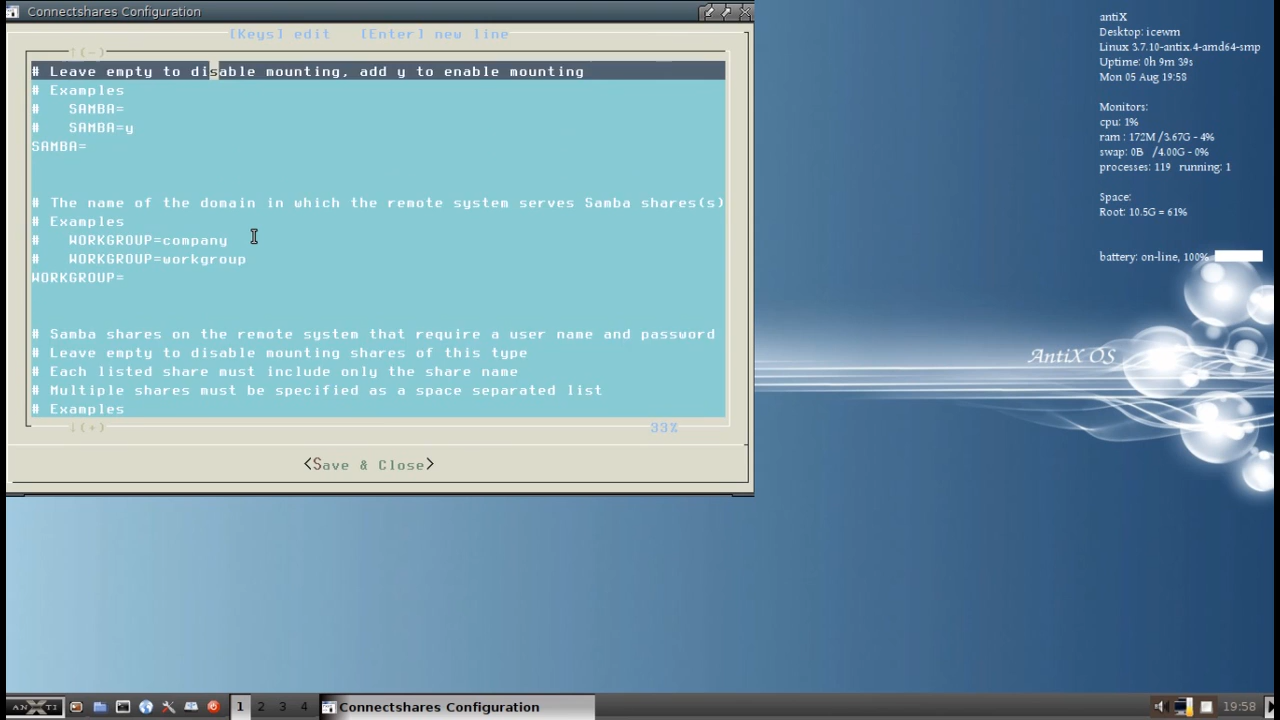 Connectshares Configuration
[Keys] edit [Enter] new line
↑(-)
# Leave empty to disable mounting, add y to enable mounting
# Examples
# SAMBA=
# SAMBA=y
SAMBA=
# The name of the domain in which the remote system serves Samba shares(s)
# Examples
# WORKGROUP=company
# WORKGROUP=workgroup
WORKGROUP=
# Samba shares on the remote system that require a user name and password
# Leave empty to disable mounting shares of this type
# Each listed share must include only the share name
# Multiple shares must be specified as a space separated list
# Examples
↓(+)
33%
<Save & Close>
antiX
Desktop: icewm
Linux 3.7.10-antix.4-amd64-smp
Uptime: 0h 9m 39s
Mon 05 Aug 19:58
Monitors:
cpu: 1%
ram : 172M /3.67G - 4%
swap: 0B /4.00G - 0%
processes: 119 running: 1
Space:
Root: 10.5G = 61%
battery: on-line, 100%
AntiX OS
ANXTI
1 2 3 4
Connectshares Configuration
19:58